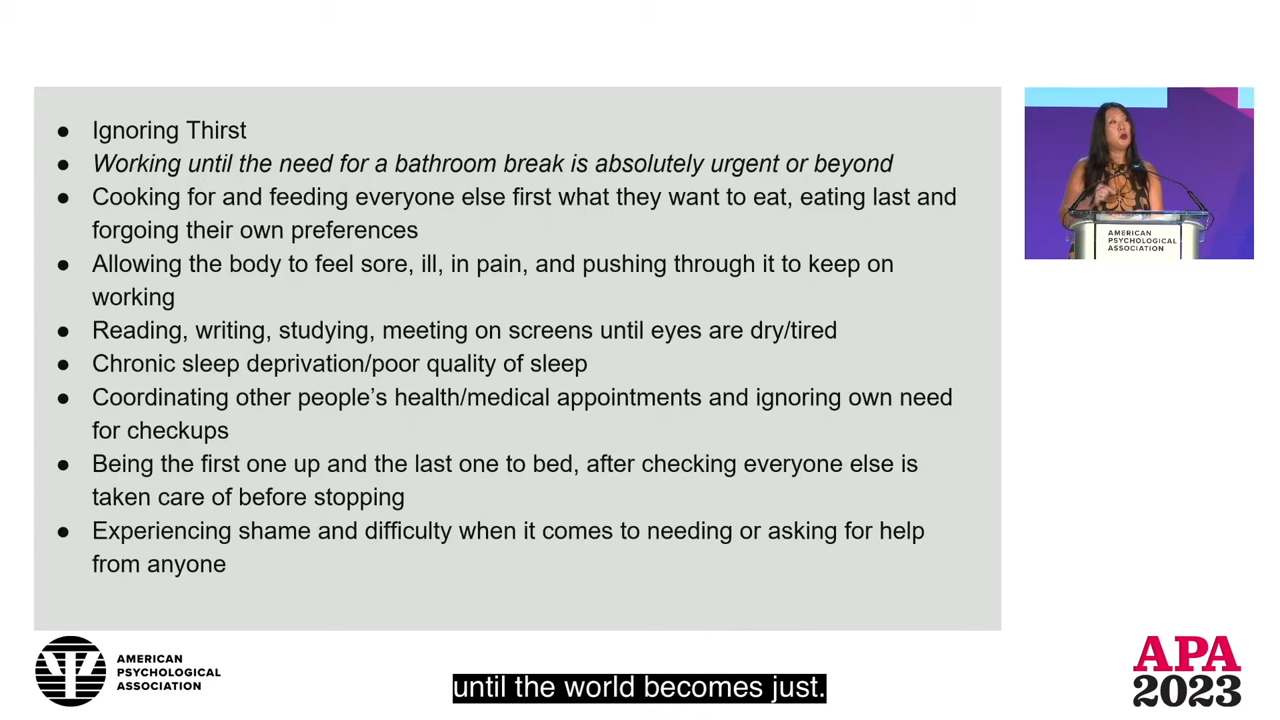 ● Ignoring Thirst
● Working until the need for a bathroom break is absolutely urgent or beyond
● Cooking for and feeding everyone else first what they want to eat, eating last and
forgoing their own preferences
● Allowing the body to feel sore, ill, in pain, and pushing through it to keep on
working
● Reading, writing, studying, meeting on screens until eyes are dry/tired
● Chronic sleep deprivation/poor quality of sleep
● Coordinating other people’s health/medical appointments and ignoring own need
for checkups
● Being the first one up and the last one to bed, after checking everyone else is
taken care of before stopping
● Experiencing shame and difficulty when it comes to needing or asking for help
from anyone
AMERICAN
PSYCHOLOGICAL
ASSOCIATION
AMERICAN
PSYCHOLOGICAL
ASSOCIATION
until the world becomes just.
APA
2023